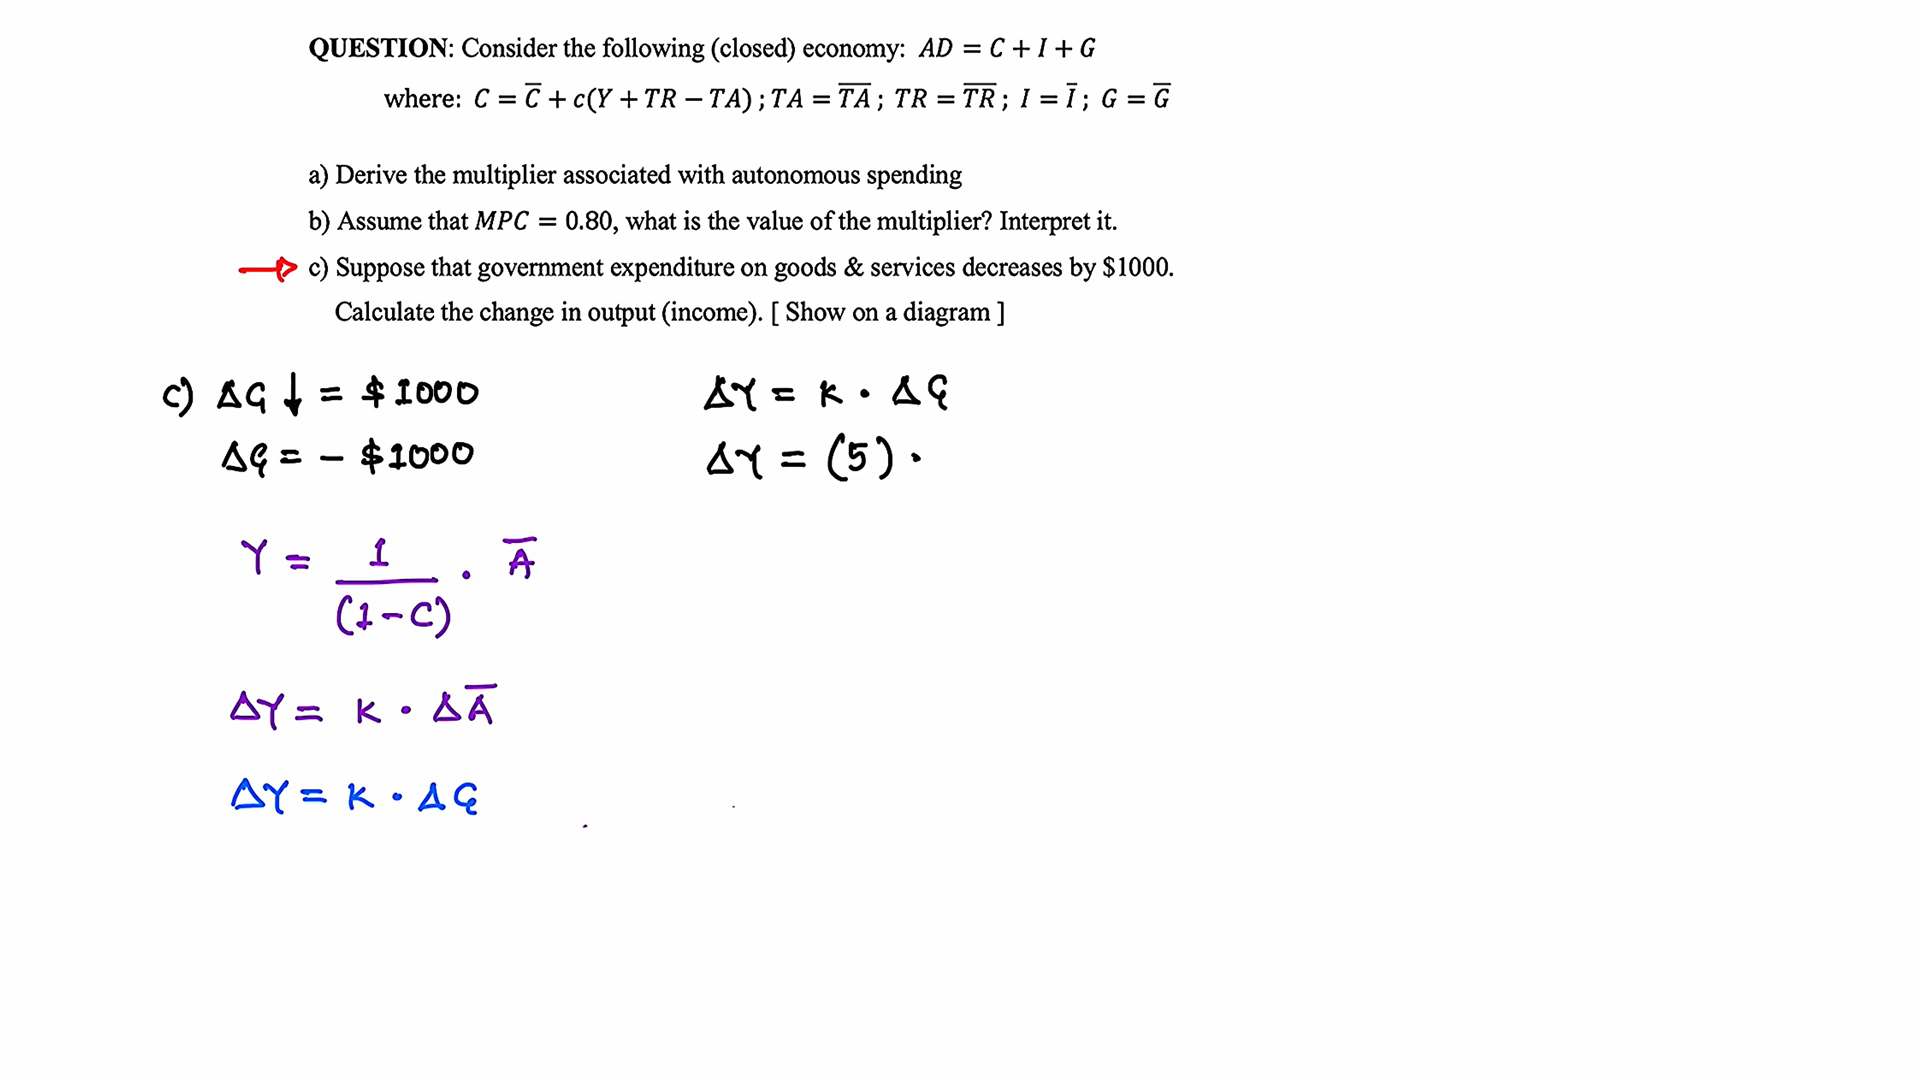 QUESTION: Consider the following (closed) economy: AD = C + I + G
where: C = C̅ + c(Y + TR − TA) ; TA = T̅A̅ ; TR = T̅R̅ ; I = I̅ ; G = G̅
a) Derive the multiplier associated with autonomous spending
b) Assume that MPC = 0.80, what is the value of the multiplier? Interpret it.
c) Suppose that government expenditure on goods & services decreases by $1000.
Calculate the change in output (income). [ Show on a diagram ]
c) ΔG ↓ = $1000
ΔG = − $1000
Y = 1 / (1−C) · A̅
ΔY = K · ΔA̅
ΔY = K · ΔG
ΔY = K · ΔG
ΔY = (5) ·